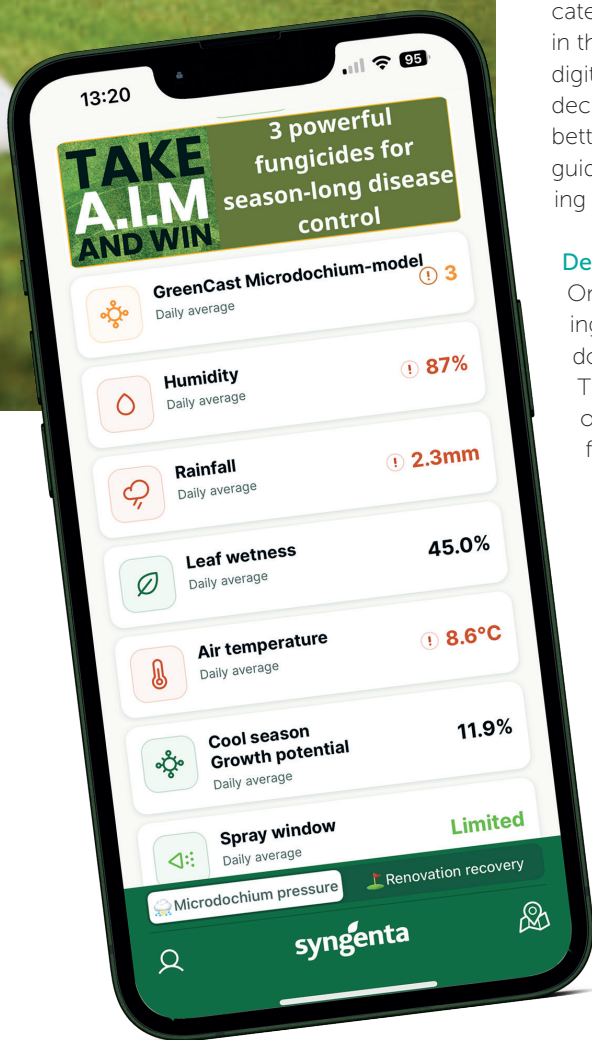 13:20
95
TAKE
A.I.M
AND WIN
3 powerful
fungicides for
season-long disease
control
GreenCast Microdochium-model
Daily average
! 3
Humidity
Daily average
! 87%
Rainfall
Daily average
! 2.3mm
Leaf wetness
Daily average
45.0%
Air temperature
Daily average
! 8.6°C
Cool season
Growth potential
Daily average
11.9%
Spray window
Daily average
Limited
Microdochium pressure
Renovation recovery
syngenta
cate
in th
digit
dec
bett
guid
ing
De
Or
ing
do
T
o
f